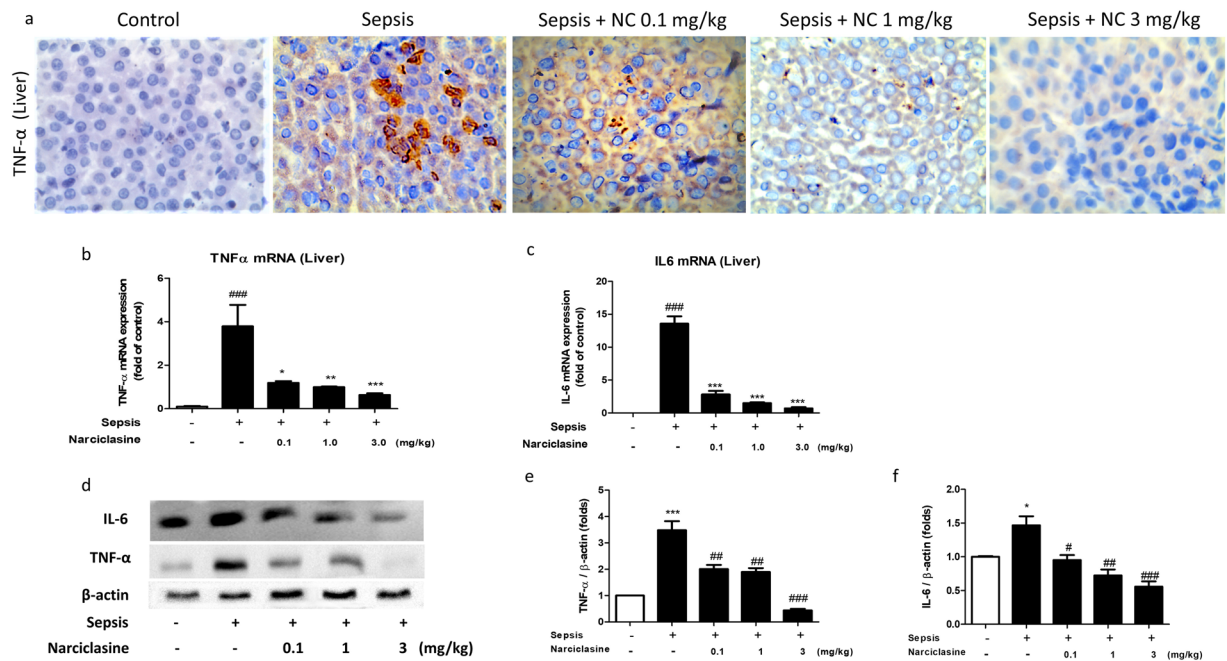 a
Control
Sepsis
Sepsis + NC 0.1 mg/kg
Sepsis + NC 1 mg/kg
Sepsis + NC 3 mg/kg
TNF-α (Liver)
b
TNFα mRNA (Liver)
TNF-α mRNA expression
(fold of control)
6
4
2
0
###
*
**
***
Sepsis - + + + +
Narciclasine - - 0.1 1.0 3.0 (mg/kg)
c
IL6 mRNA (Liver)
IL-6 mRNA expression
(fold of control)
20
15
10
5
0
###
***
***
***
Sepsis - + + + +
Narciclasine - - 0.1 1.0 3.0 (mg/kg)
d
IL-6
TNF-α
β-actin
Sepsis - + + + +
Narciclasine - - 0.1 1 3 (mg/kg)
e
TNF-α / β-actin (folds)
5
4
3
2
1
0
***
##
##
###
Sepsis - + + + +
Narciclasine - - 0.1 1 3 (mg/kg)
f
IL-6 / β-actin (folds)
2.0
1.5
1.0
0.5
0.0
*
#
##
###
Sepsis - + + + +
Narciclasine - - 0.1 1 3 (mg/kg)